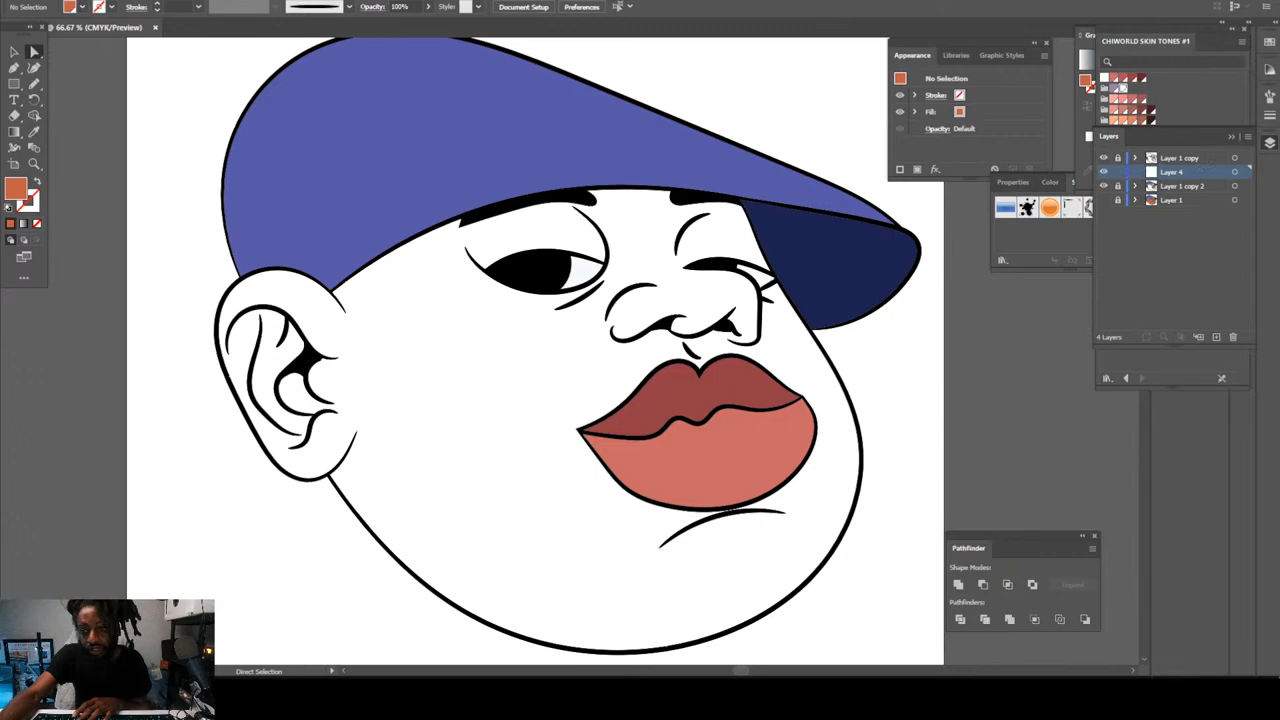 No Selection
Stroke:
Opacity: 100%
Style:
Document Setup
Preferences
@ 66.67 % (CMYK/Preview)
Appearance
Libraries
Graphic Styles
No Selection
Stroke:
Fill:
Opacity: Default
fx
CHIWORLD SKIN TONES #1
Layers
Layer 1 copy
Layer 4
Layer 1 copy 2
Layer 1
4 Layers
Properties
Color
Pathfinder
Shape Modes:
Expand
Pathfinders:
Direct Selection